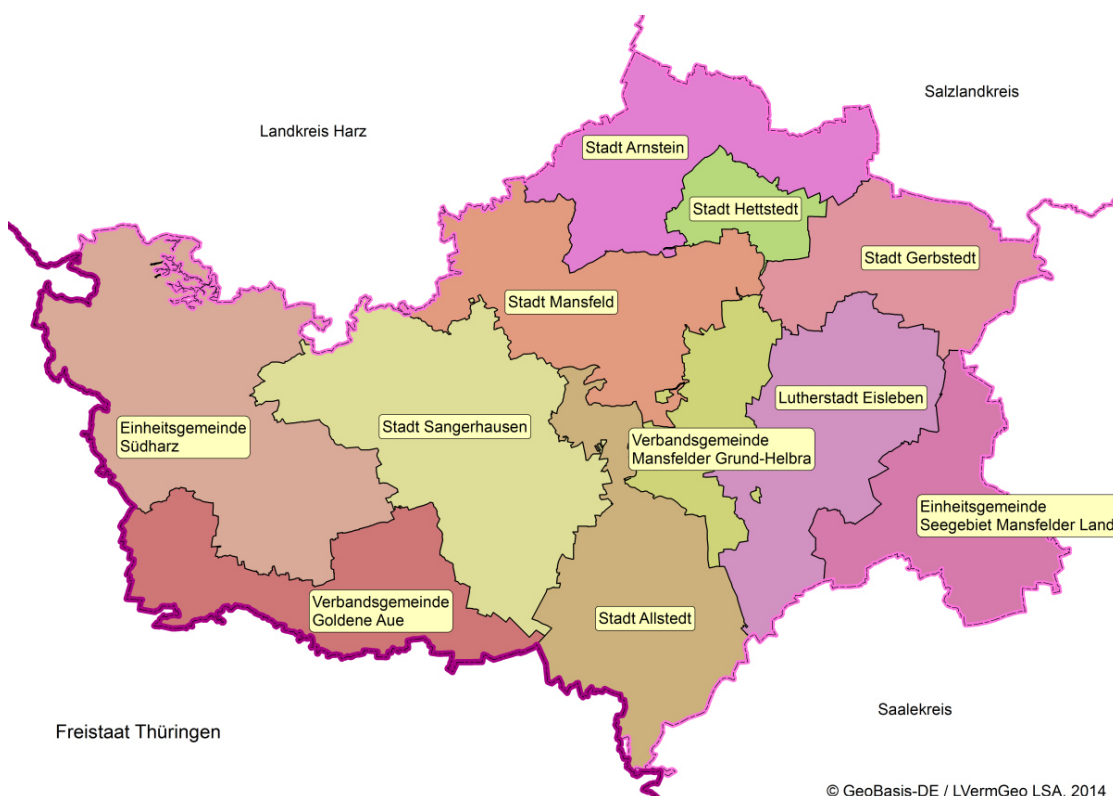 Salzlandkreis
Landkreis Harz
Stadt Arnstein
Stadt Hettstedt
Stadt Gerbstedt
Stadt Mansfeld
Lutherstadt Eisleben
Einheitsgemeinde
Südharz
Stadt Sangerhausen
Verbandsgemeinde
Mansfelder Grund-Helbra
Einheitsgemeinde
Seegebiet Mansfelder Land
Verbandsgemeinde
Goldene Aue
Stadt Allstedt
Saalekreis
Freistaat Thüringen
© GeoBasis-DE / LVermGeo LSA, 2014